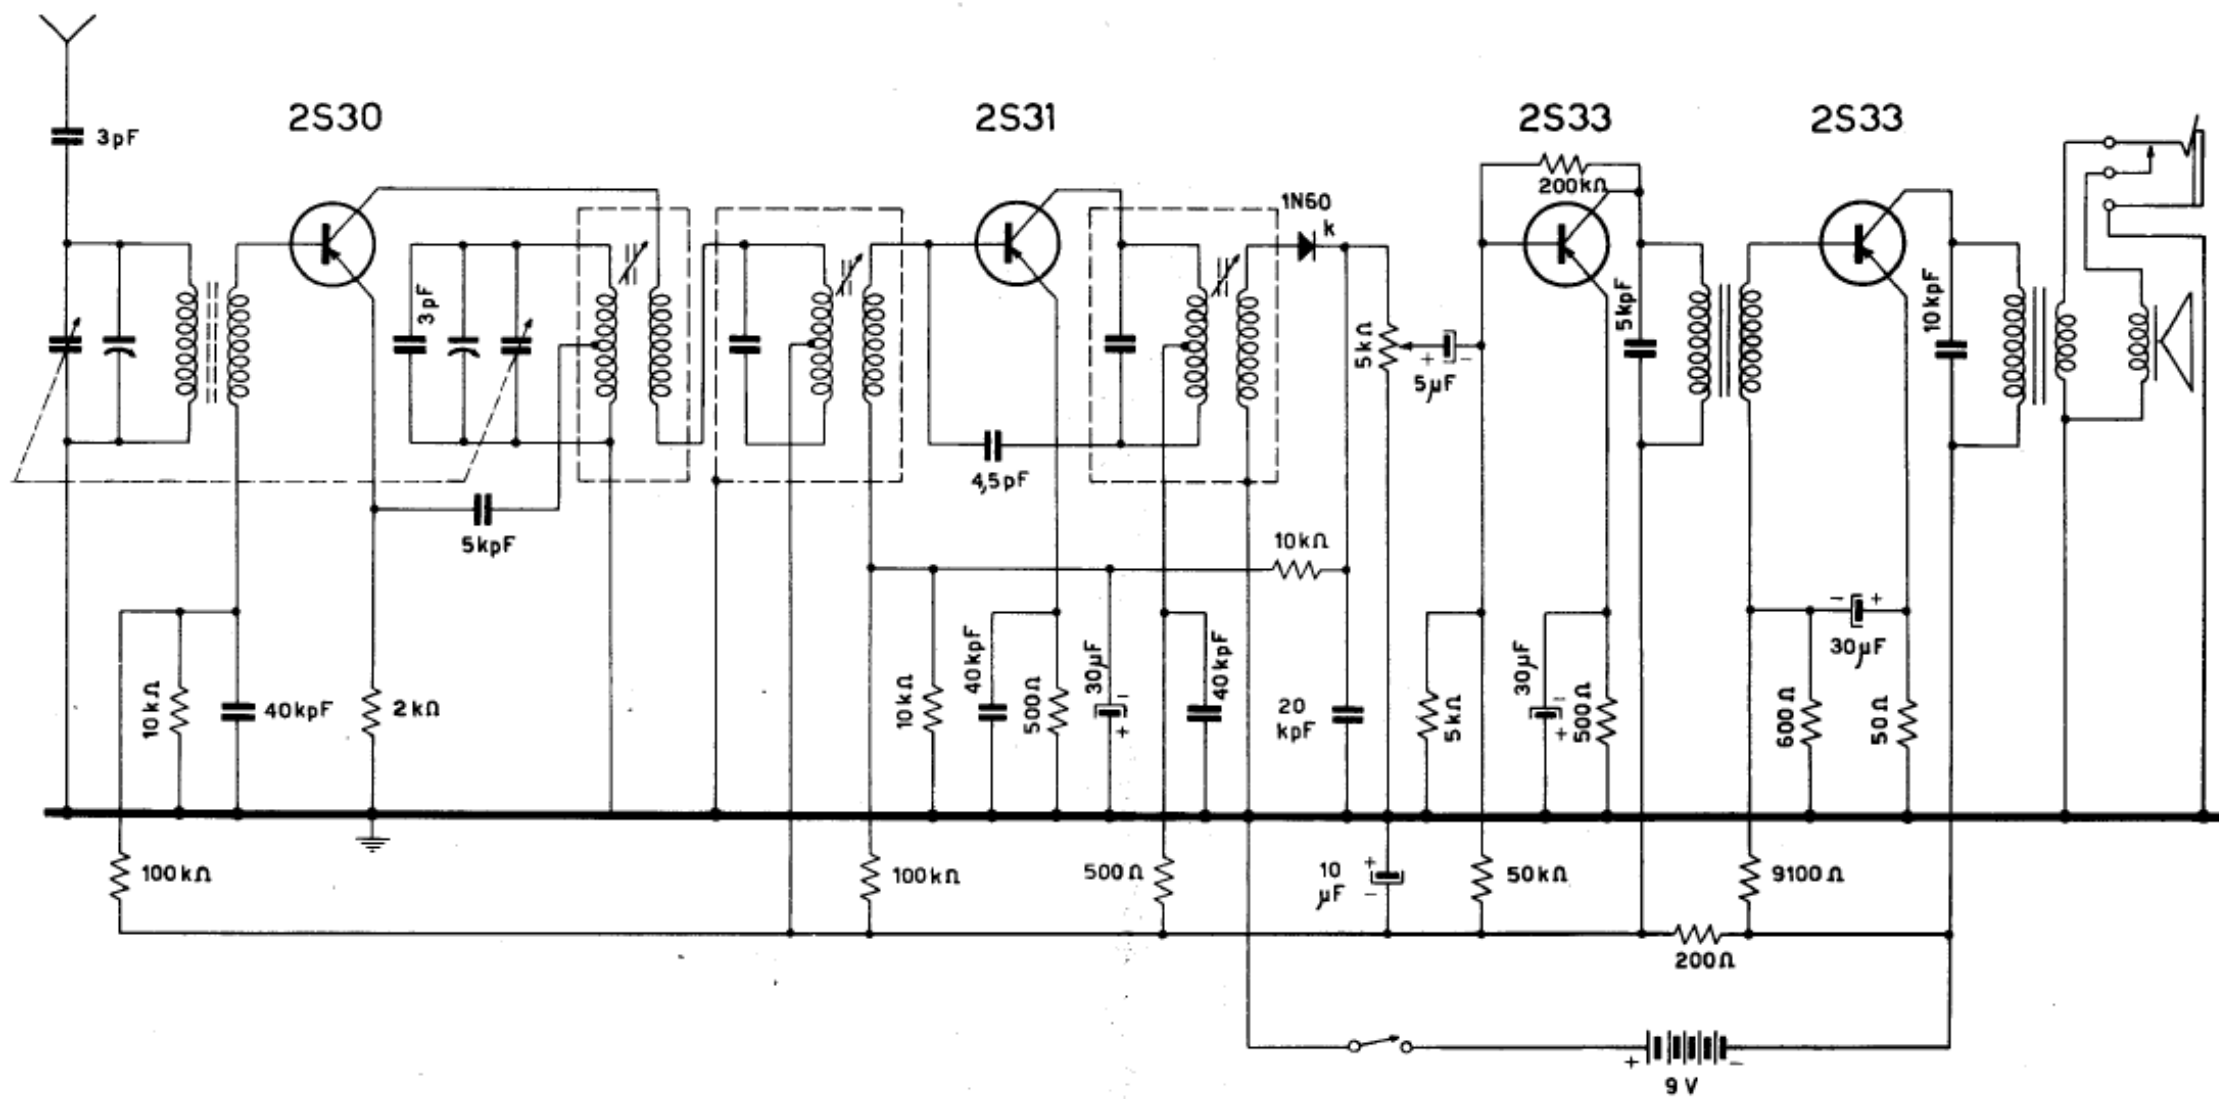 2S30
2S31
2S33
2S33
3pF
200kΩ
1N60
k
3pF
5kΩ
+ -
5µF
5kpF
10kpF
4,5pF
5kpF
10kΩ
10kΩ
40kpF
2kΩ
10kΩ
40kpF
500Ω
30µF
-
+
40kpF
20
kpF
5kΩ
30µF
-
+
500Ω
- +
30µF
600Ω
50Ω
100kΩ
100kΩ
500Ω
10
µF
+
-
50kΩ
9100Ω
200Ω
+ -
9V